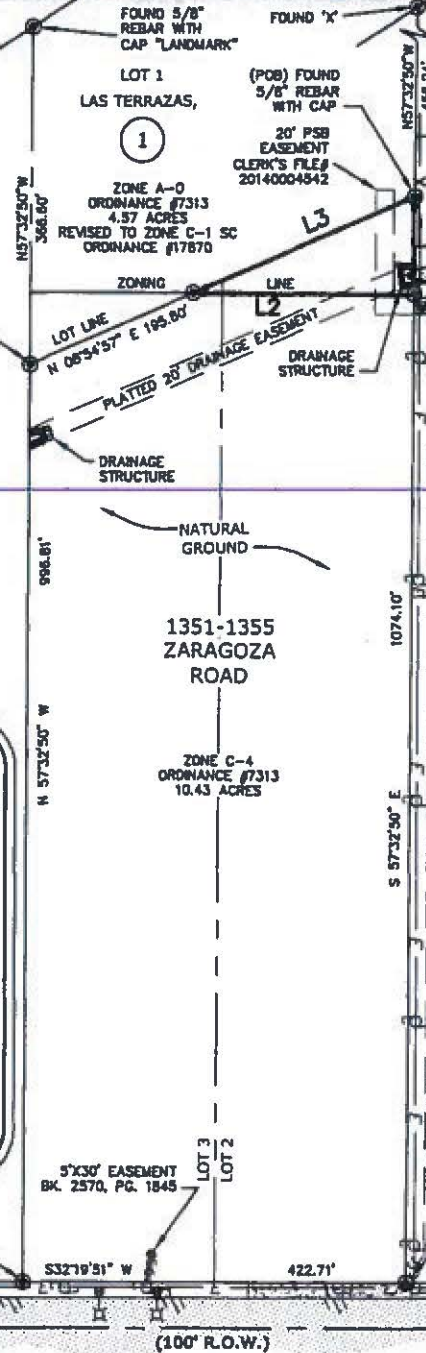 FOUND 5/8"
REBAR WITH
CAP "LANDMARK"
FOUND 'X'
LOT 1
LAS TERRAZAS,
1
(POB) FOUND
5/8" REBAR
WITH CAP
N57°32'50"W
20' PSB
EASEMENT
CLERK'S FILE#
20140004542
ZONE A-O
ORDINANCE #7313
4.57 ACRES
REVISED TO ZONE C-1 SC
ORDINANCE #17870
N57°32'50"W
366.60'
L3
ZONING LINE
L2
LOT LINE
N 08°54'57" E 195.80'
PLATTED 20' DRAINAGE EASEMENT
DRAINAGE
STRUCTURE
DRAINAGE
STRUCTURE
NATURAL
GROUND
996.81'
N 57°32'50" W
1074.10'
S 57°32'50" E
1351-1355
ZARAGOZA
ROAD
ZONE C-4
ORDINANCE #7313
10.43 ACRES
LOT 3
LOT 2
5'X30' EASEMENT
BK. 2570, PG. 1845
S32°19'51" W
422.71'
(100' R.O.W.)